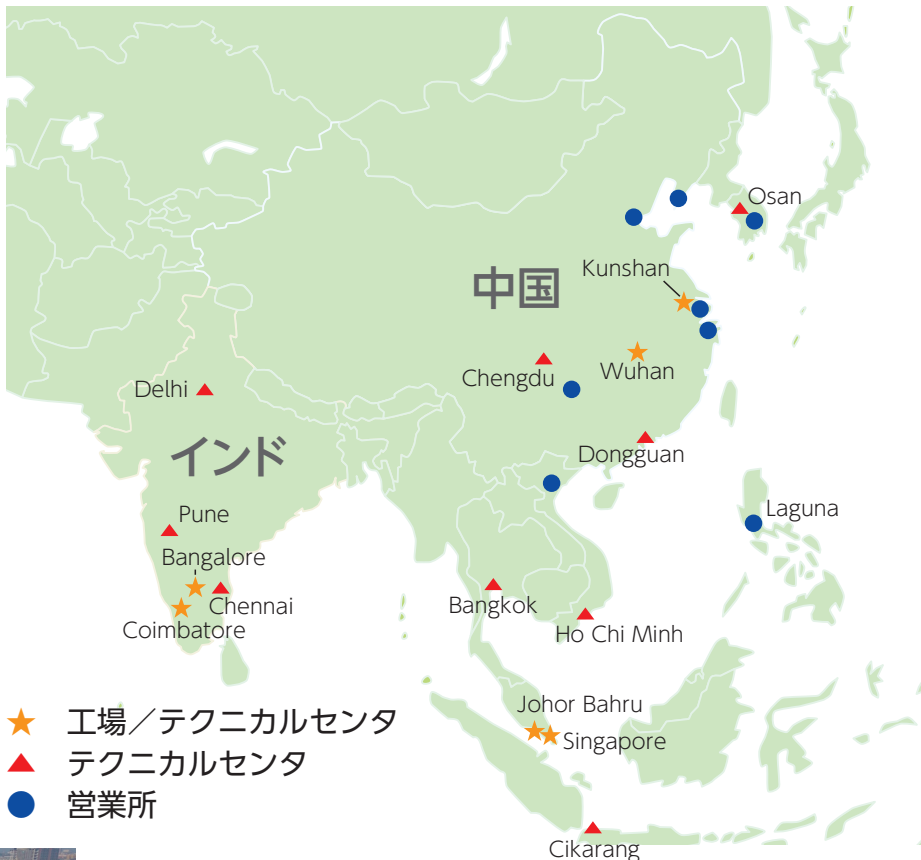 Osan
Kunshan
中国
Chengdu
Wuhan
Delhi
Dongguan
インド
Laguna
Pune
Bangalore
Chennai
Bangkok
Coimbatore
Ho Chi Minh
Johor Bahru
Singapore
工場／テクニカルセンタ
テクニカルセンタ
営業所
Cikarang